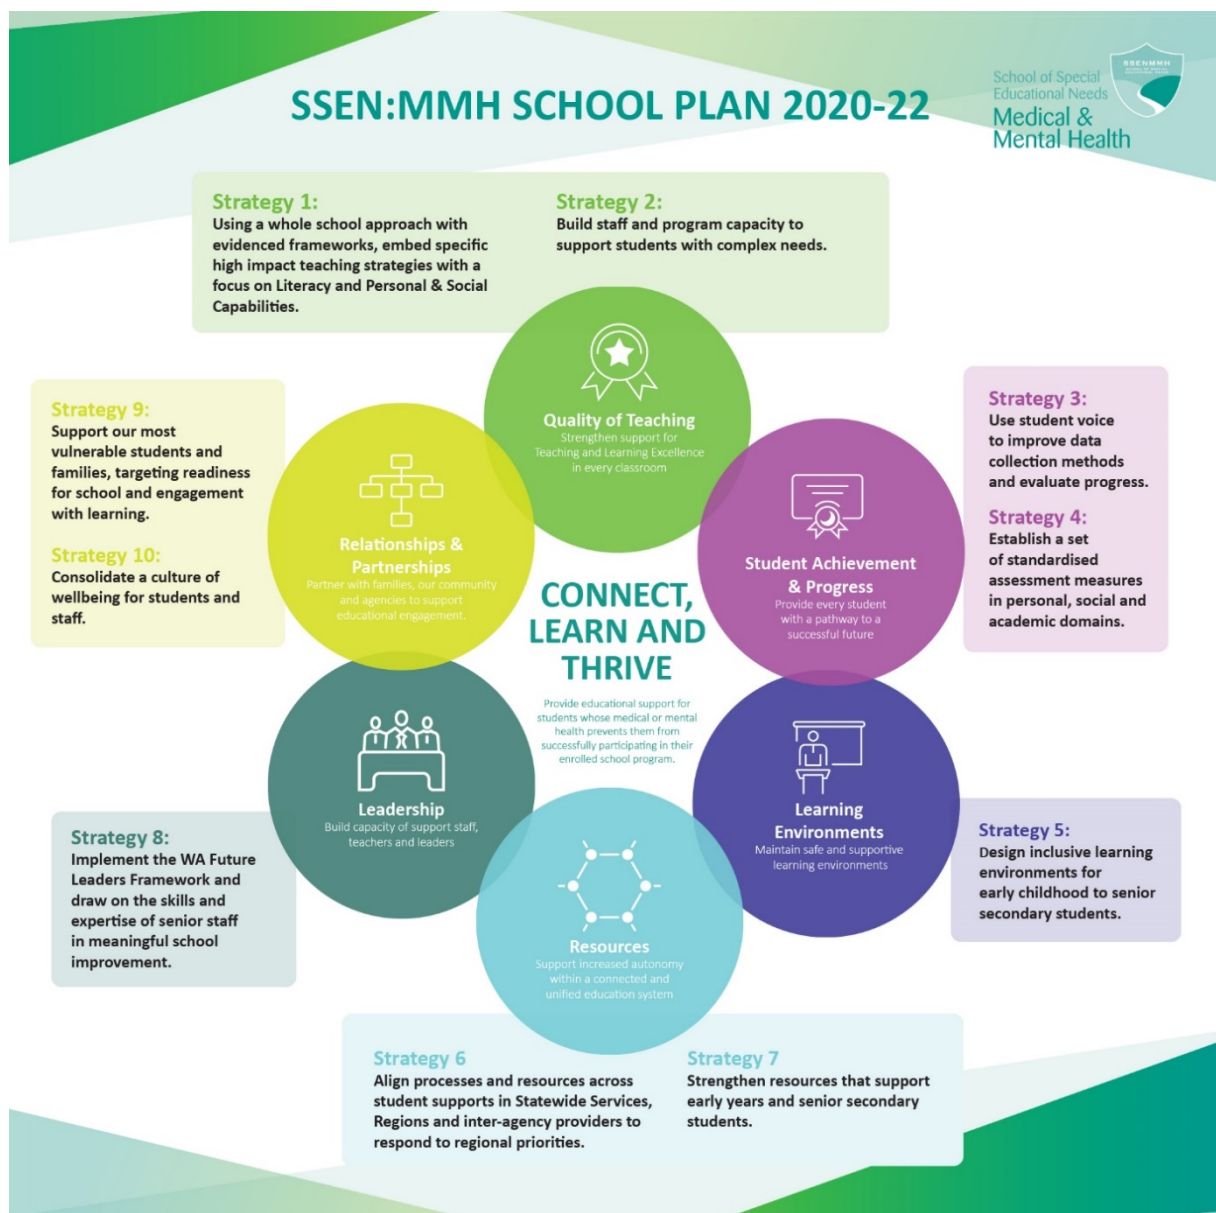 SSEN:MMH SCHOOL PLAN 2020-22
SSENMMH
School of Special
Educational Needs
Medical &
Mental Health
Strategy 1:
Using a whole school approach with
evidenced frameworks, embed specific
high impact teaching strategies with a
focus on Literacy and Personal & Social
Capabilities.
Strategy 2:
Build staff and program capacity to
support students with complex needs.
Quality of Teaching
Strengthen support for
Teaching and Learning Excellence
in every classroom
Strategy 3:
Use student voice
to improve data
collection methods
and evaluate progress.
Strategy 4:
Establish a set
of standardised
assessment measures
in personal, social and
academic domains.
Student Achievement
& Progress
Provide every student
with a pathway to a
successful future
Strategy 9:
Support our most
vulnerable students and
families, targeting readiness
for school and engagement
with learning.
Strategy 10:
Consolidate a culture of
wellbeing for students and
staff.
Relationships &
Partnerships
Partner with families, our community
and agencies to support
educational engagement.
CONNECT,
LEARN AND
THRIVE
Provide educational support for
students whose medical or mental
health prevents them from
successfully participating in their
enrolled school program.
Leadership
Build capacity of support staff,
teachers and leaders
Learning
Environments
Maintain safe and supportive
learning environments
Strategy 8:
Implement the WA Future
Leaders Framework and
draw on the skills and
expertise of senior staff
in meaningful school
improvement.
Strategy 5:
Design inclusive learning
environments for
early childhood to senior
secondary students.
Resources
Support increased autonomy
within a connected and
unified education system
Strategy 6
Align processes and resources across
student supports in Statewide Services,
Regions and inter-agency providers to
respond to regional priorities.
Strategy 7
Strengthen resources that support
early years and senior secondary
students.